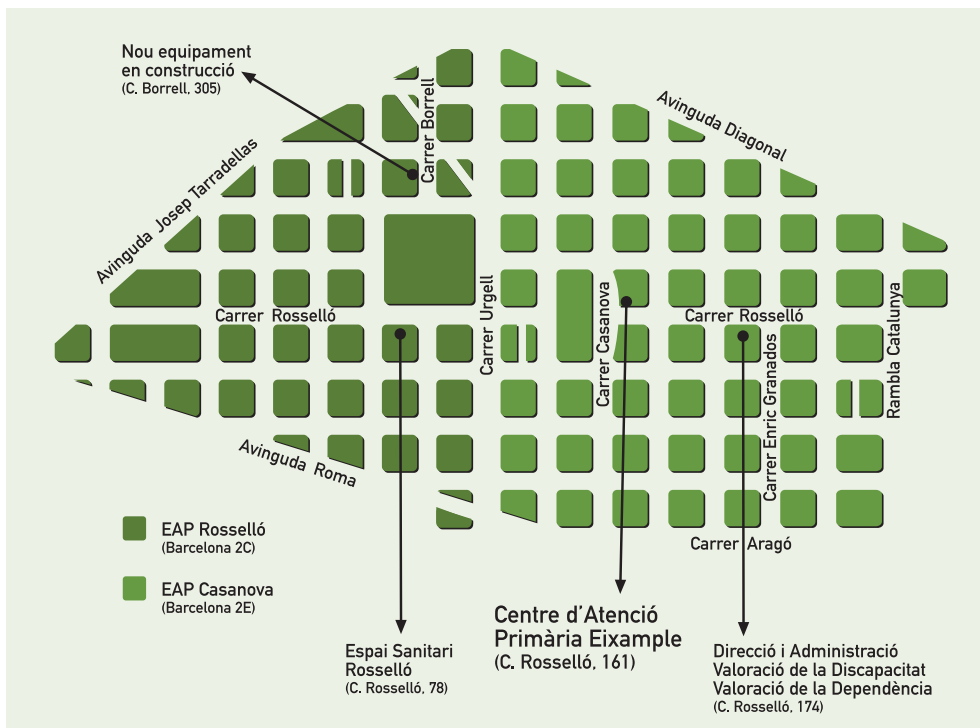 Nou equipament
en construcció
(C. Borrell, 305)
Carrer Borrell
Avinguda Diagonal
Avinguda Josep Tarradellas
Carrer Rosselló
Carrer Urgell
Carrer Casanova
Carrer Rosselló
Carrer Enric Granados
Rambla Catalunya
Avinguda Roma
Carrer Aragó
EAP Rosselló
(Barcelona 2C)
EAP Casanova
(Barcelona 2E)
Espai Sanitari
Rosselló
(C. Rosselló, 78)
Centre d'Atenció
Primària Eixample
(C. Rosselló, 161)
Direcció i Administració
Valoració de la Discapacitat
Valoració de la Dependència
(C. Rosselló, 174)